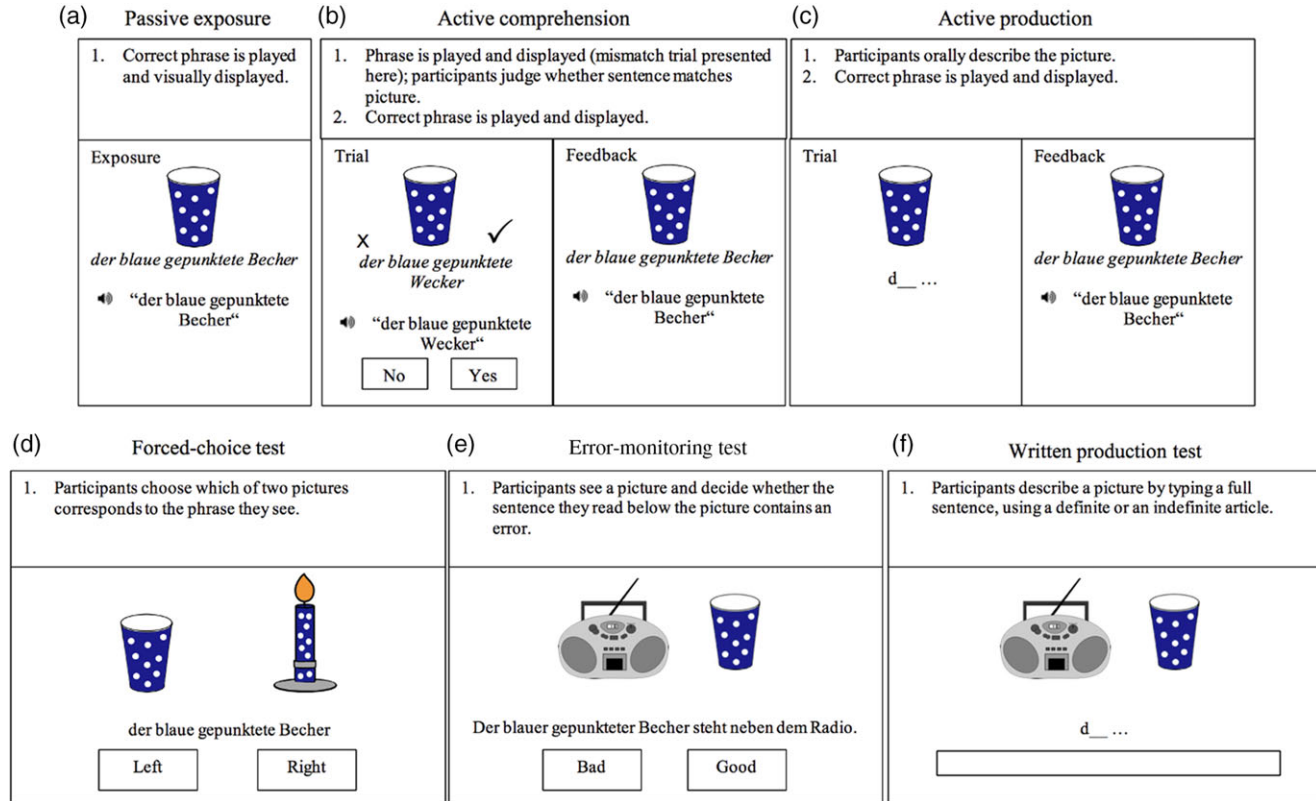 (a) Passive exposure
1. Correct phrase is played
and visually displayed.
Exposure
der blaue gepunktete Becher
“der blaue gepunktete
Becher“
(b) Active comprehension
1. Phrase is played and displayed (mismatch trial presented
here); participants judge whether sentence matches
picture.
2. Correct phrase is played and displayed.
Trial
X ✓
der blaue gepunktete
Wecker
“der blaue gepunktete
Wecker“
No Yes
Feedback
der blaue gepunktete Becher
“der blaue gepunktete
Becher“
(c) Active production
1. Participants orally describe the picture.
2. Correct phrase is played and displayed.
Trial
d__ ...
Feedback
der blaue gepunktete Becher
“der blaue gepunktete
Becher“
(d) Forced-choice test
1. Participants choose which of two pictures
corresponds to the phrase they see.
der blaue gepunktete Becher
Left Right
(e) Error-monitoring test
1. Participants see a picture and decide whether the
sentence they read below the picture contains an
error.
Der blauer gepunkteter Becher steht neben dem Radio.
Bad Good
(f) Written production test
1. Participants describe a picture by typing a full
sentence, using a definite or an indefinite article.
d__ ...